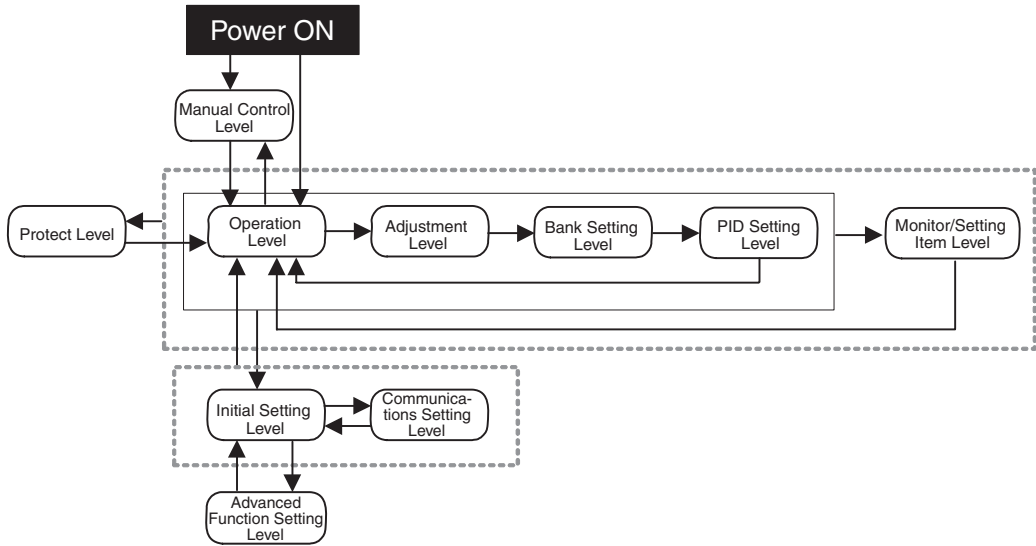 Power ON
Manual Control
Level
Protect Level
Operation
Level
Adjustment
Level
Bank Setting
Level
PID Setting
Level
Monitor/Setting
Item Level
Initial Setting
Level
Communica-
tions Setting
Level
Advanced
Function Setting
Level